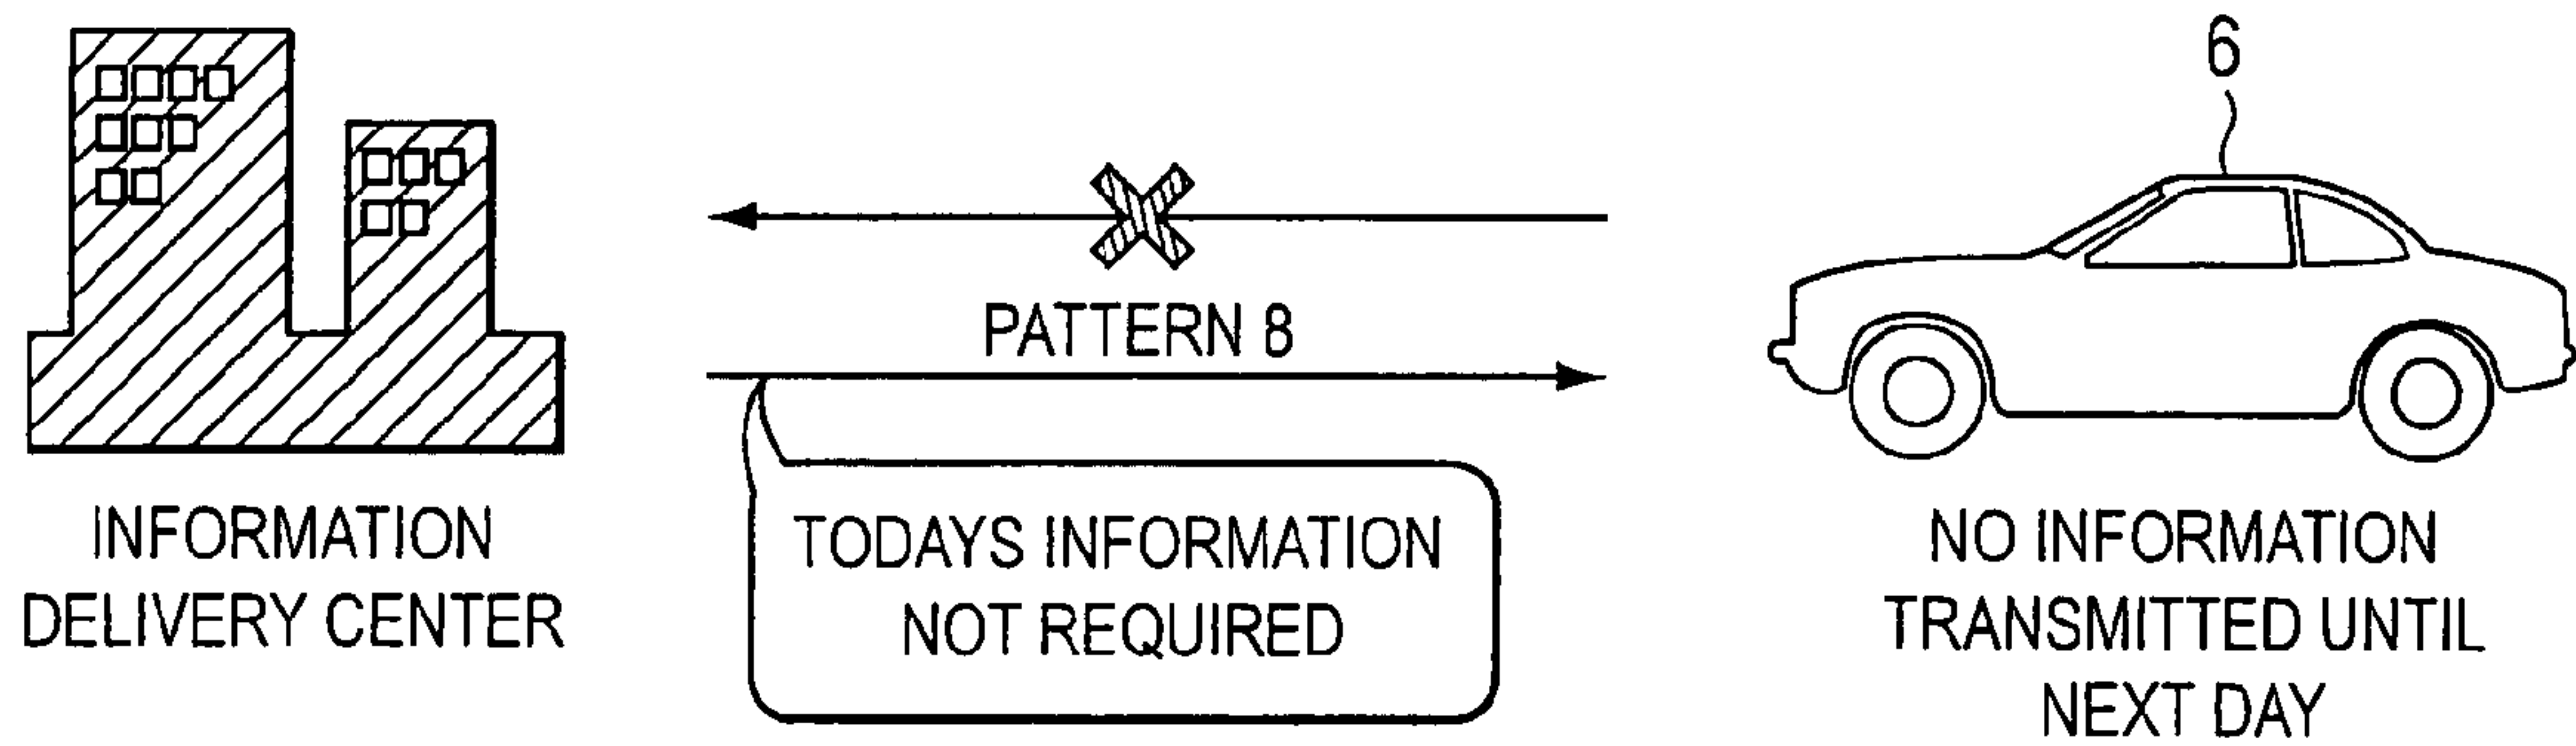 6
PATTERN 8
INFORMATION
DELIVERY CENTER
TODAYS INFORMATION
NOT REQUIRED
NO INFORMATION
TRANSMITTED UNTIL
NEXT DAY